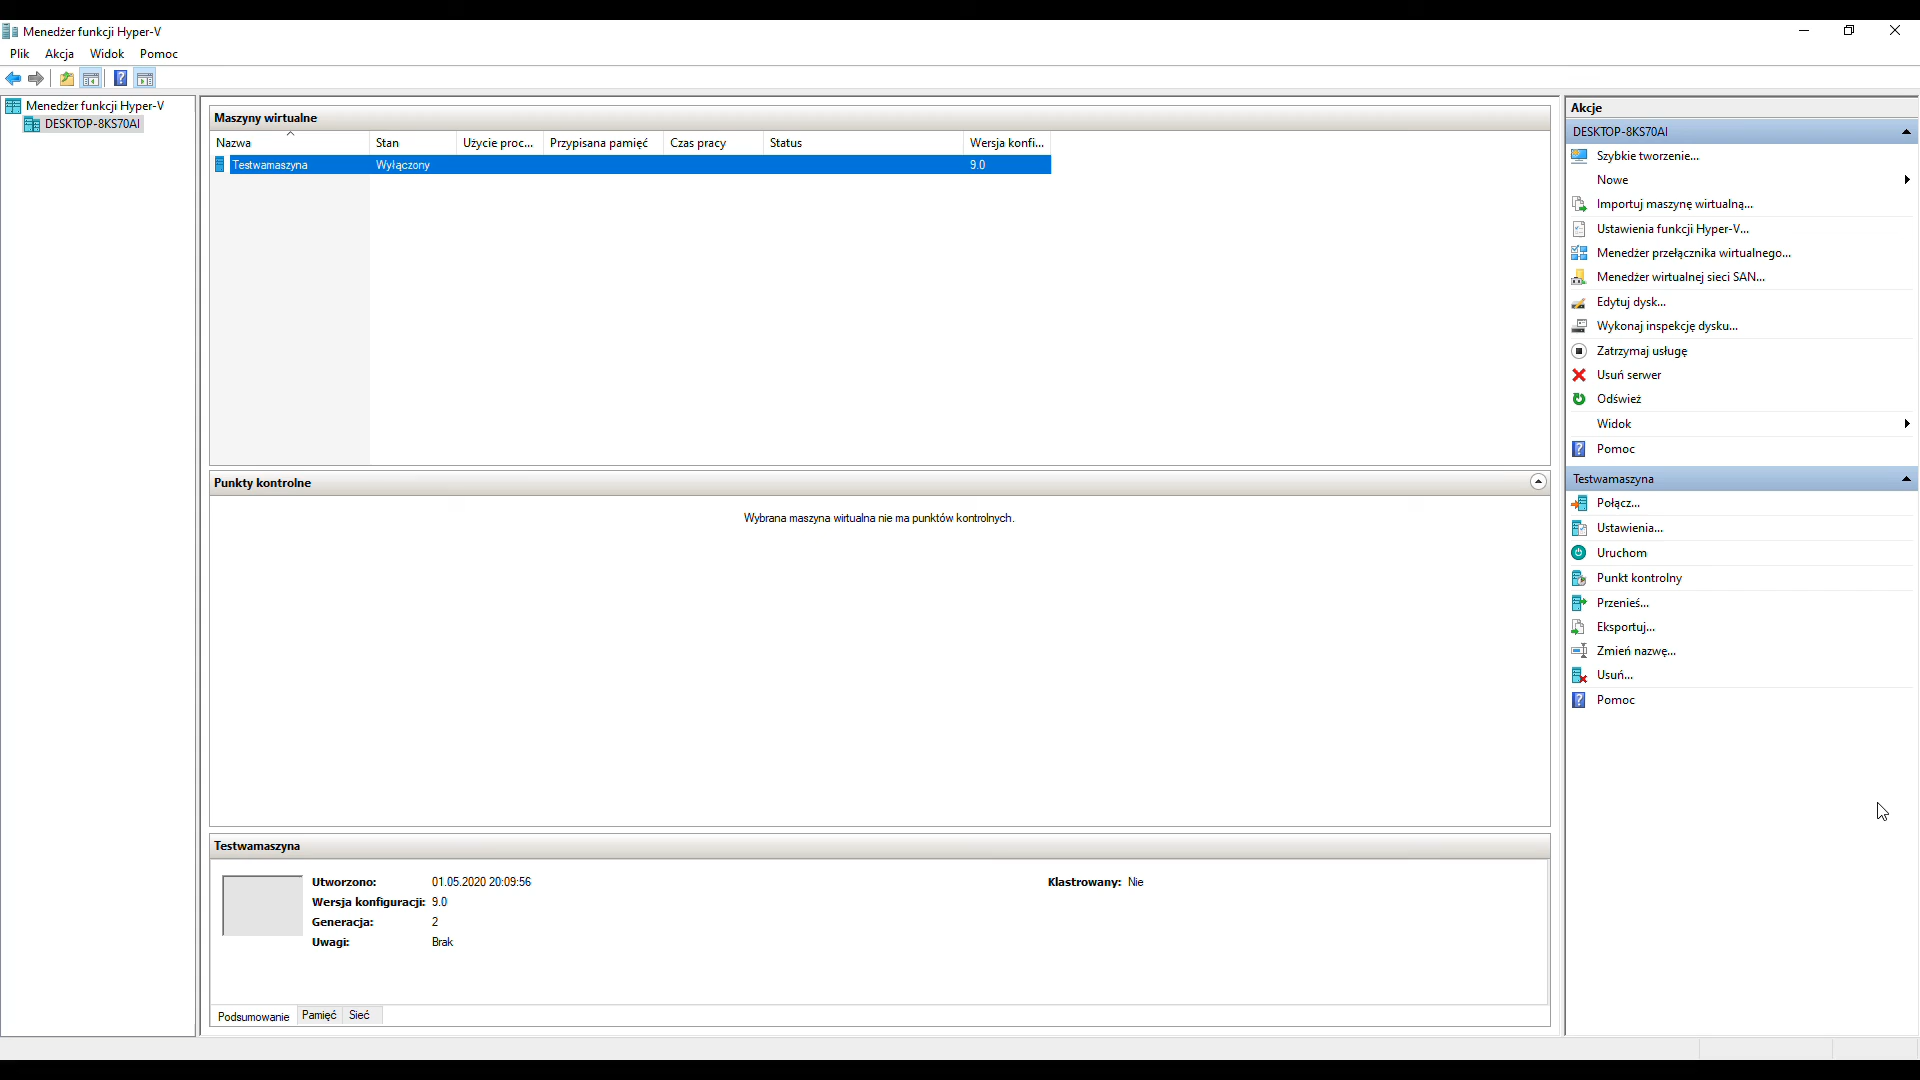 Menedżer funkcji Hyper-V
Plik Akcja Widok Pomoc
Menedżer funkcji Hyper-V
DESKTOP-8KS70AI
Maszyny wirtualne
Nazwa Stan Użycie proc... Przypisana pamięć Czas pracy Status Wersja konfi...
Testwamaszyna Wyłączony 9.0
Punkty kontrolne
Wybrana maszyna wirtualna nie ma punktów kontrolnych.
Testwamaszyna
Utworzono: 01.05.2020 20:09:56 Klastrowany: Nie
Wersja konfiguracji: 9.0
Generacja: 2
Uwagi: Brak
Podsumowanie Pamięć Sieć
Akcje
DESKTOP-8KS70AI
Szybkie tworzenie...
Nowe
Importuj maszynę wirtualną...
Ustawienia funkcji Hyper-V...
Menedżer przełącznika wirtualnego...
Menedżer wirtualnej sieci SAN...
Edytuj dysk...
Wykonaj inspekcję dysku...
Zatrzymaj usługę
Usuń serwer
Odśwież
Widok
Pomoc
Testwamaszyna
Połącz...
Ustawienia...
Uruchom
Punkt kontrolny
Przenieś...
Eksportuj...
Zmień nazwę...
Usuń...
Pomoc